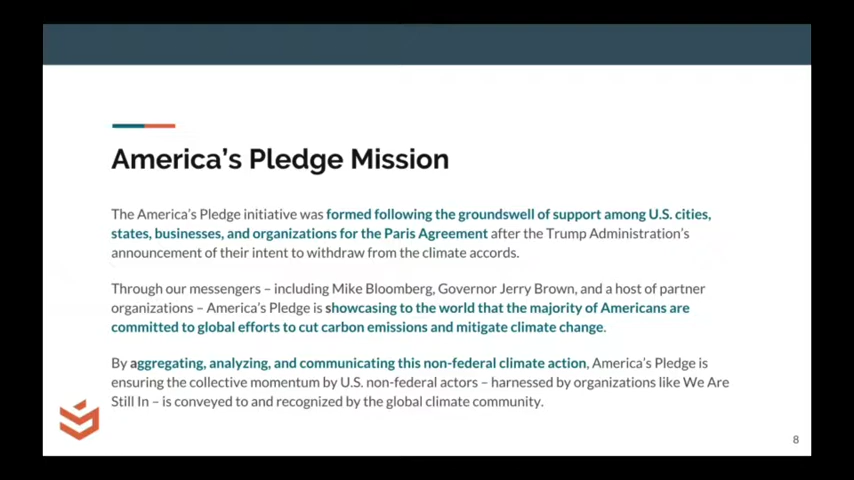 America's Pledge Mission
The America's Pledge initiative was formed following the groundswell of support among U.S. cities,
states, businesses, and organizations for the Paris Agreement after the Trump Administration's
announcement of their intent to withdraw from the climate accords.
Through our messengers – including Mike Bloomberg, Governor Jerry Brown, and a host of partner
organizations – America's Pledge is showcasing to the world that the majority of Americans are
committed to global efforts to cut carbon emissions and mitigate climate change.
By aggregating, analyzing, and communicating this non-federal climate action, America's Pledge is
ensuring the collective momentum by U.S. non-federal actors – harnessed by organizations like We Are
Still In – is conveyed to and recognized by the global climate community.
8